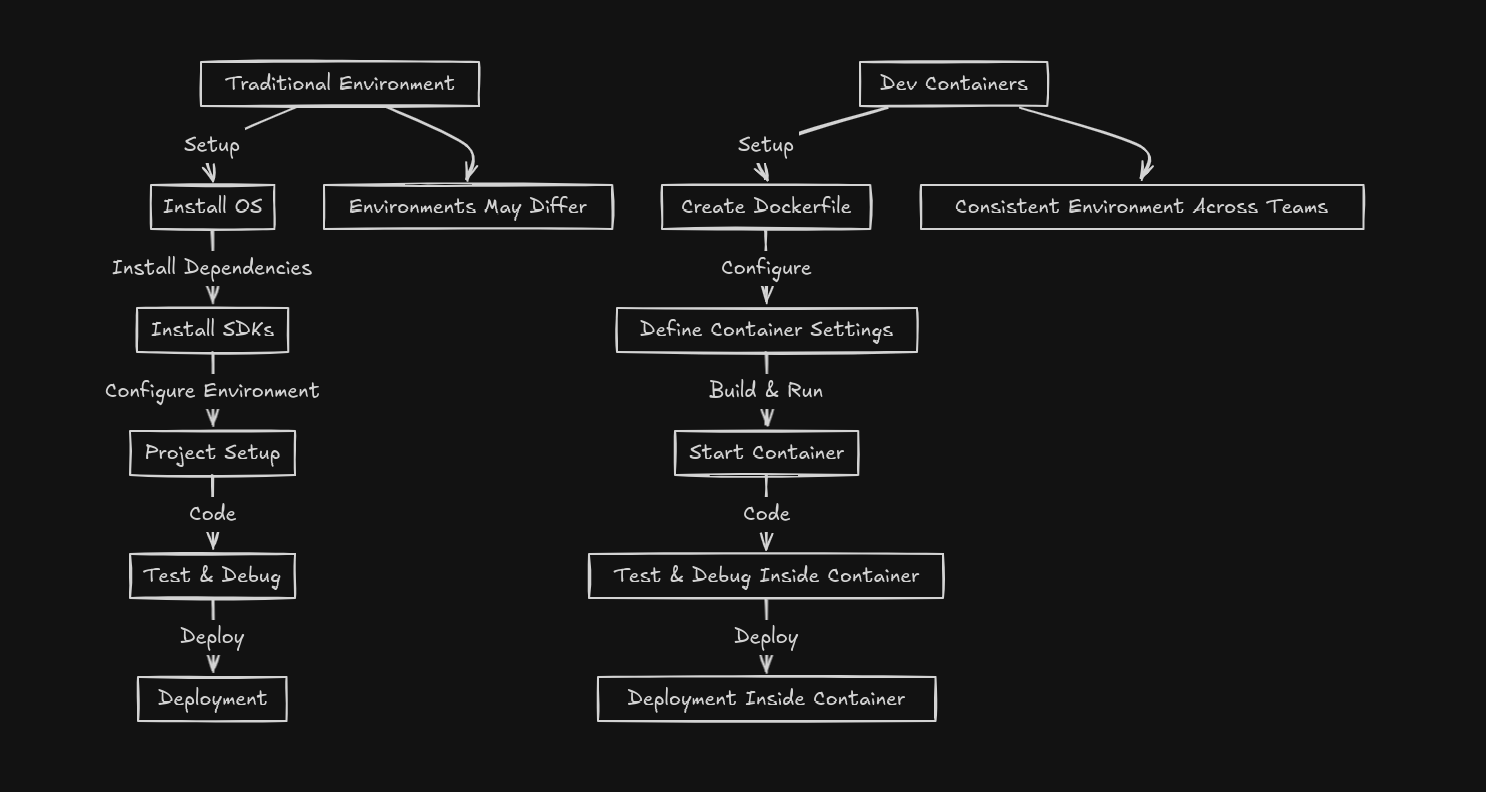 Traditional Environment
Dev Containers
Setup
Setup
Install OS
Environments May Differ
Create Dockerfile
Consistent Environment Across Teams
Install Dependencies
Configure
Install SDKs
Define Container Settings
Configure Environment
Build & Run
Project Setup
Start Container
Code
Code
Test & Debug
Test & Debug Inside Container
Deploy
Deploy
Deployment
Deployment Inside Container